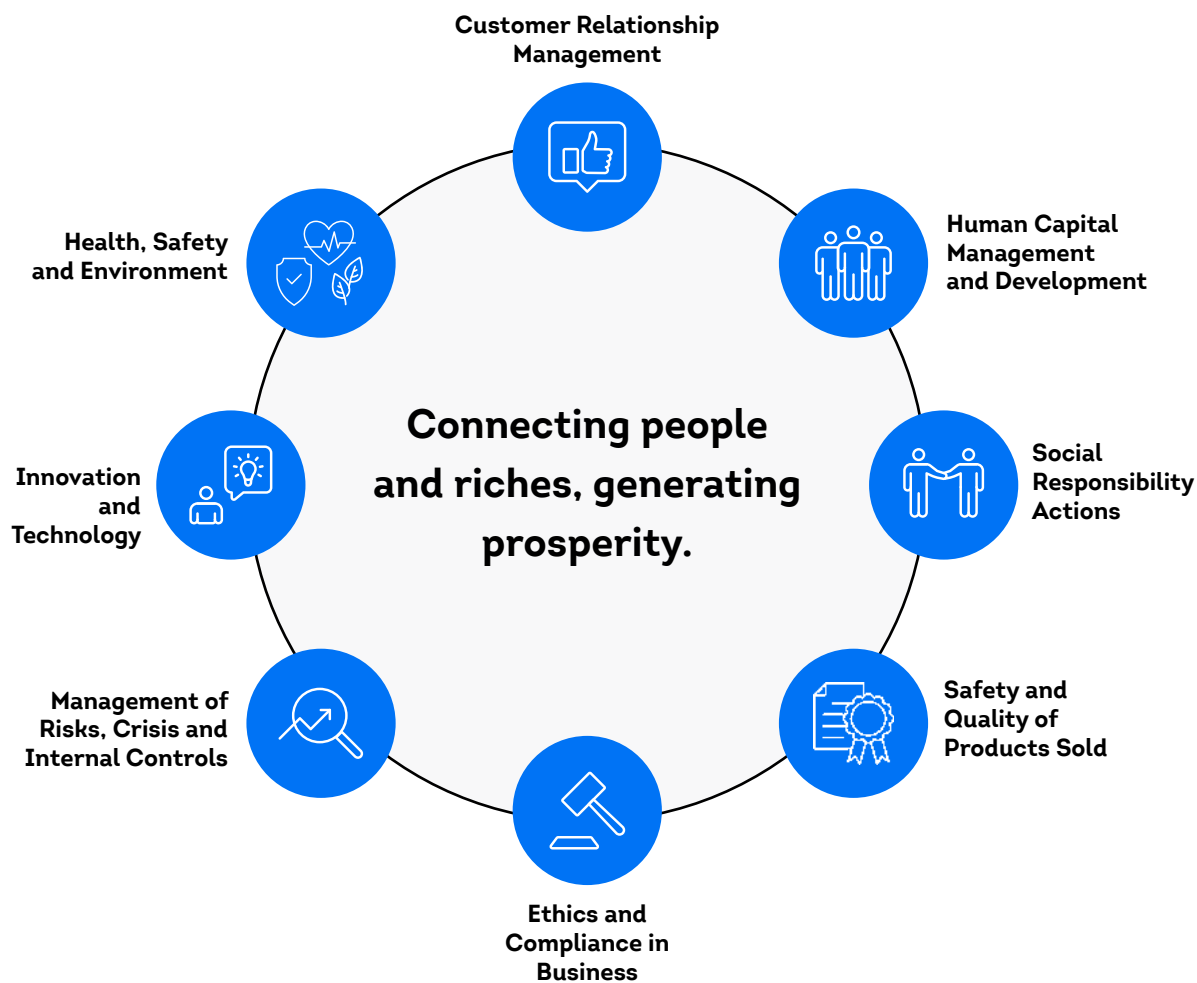 Customer Relationship
Management
Human Capital
Management
and Development
Social
Responsibility
Actions
Safety and
Quality of
Products Sold
Ethics and
Compliance in
Business
Management of
Risks, Crisis and
Internal Controls
Innovation
and
Technology
Health, Safety
and Environment
Connecting people
and riches, generating
prosperity.